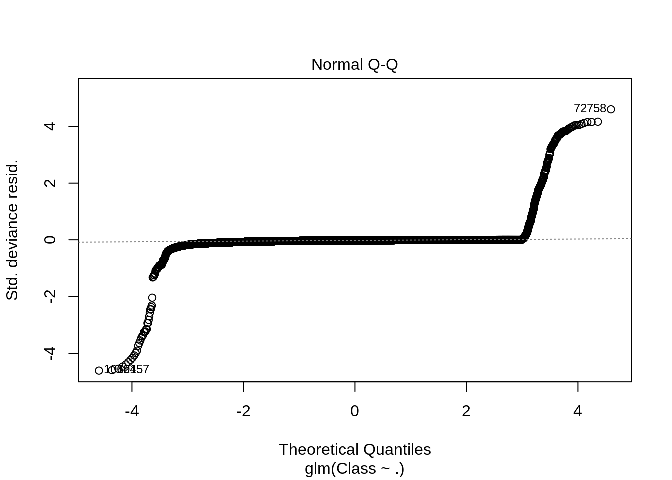 Normal Q-Q
Std. deviance resid.
4
2
0
-2
-4
72758
-4
-2
0
2
4
Theoretical Quantiles
glm(Class ~ .)